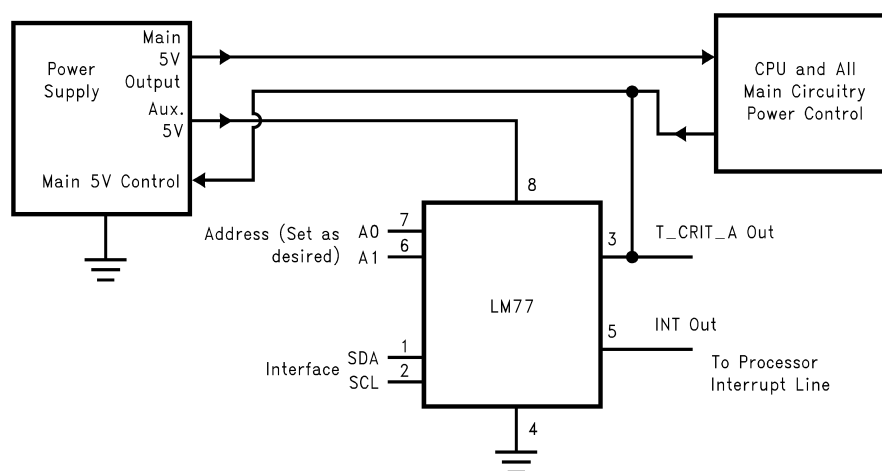 Main
5V
Output
Power
Supply
Aux.
5V
Main 5V Control
CPU and All
Main Circuitry
Power Control
8
Address (Set as
desired)
A0
7
A1
6
3
T_CRIT_A Out
LM77
5
INT Out
To Processor
Interrupt Line
Interface
SDA
1
SCL
2
4